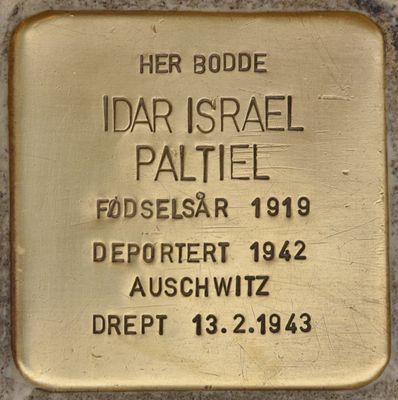 HER BODDE
IDAR ISRAEL
PALTIEL
FØDSELSÅR 1919
DEPORTERT 1942
AUSCHWITZ
DREPT 13.2.1943